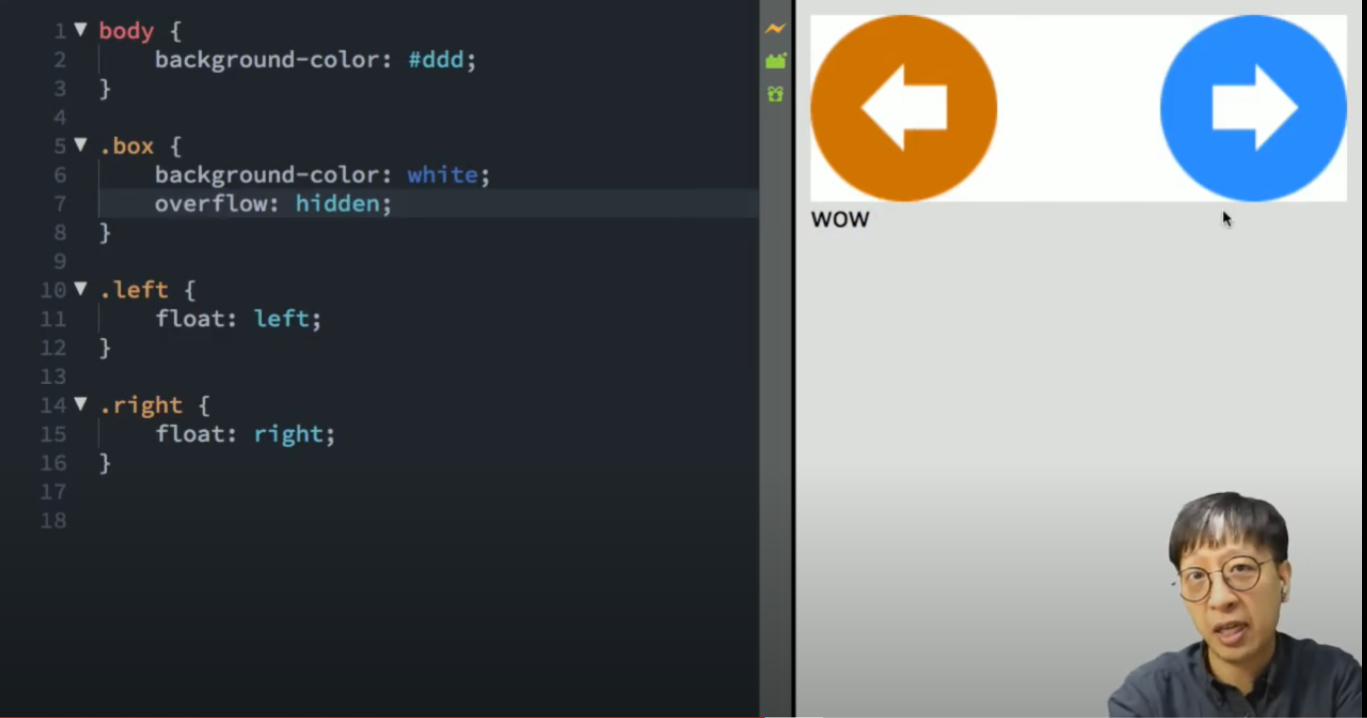 1 body {
2 background-color: #ddd;
3 }
4
5 .box {
6 background-color: white;
7 overflow: hidden;
8 }
9
10 .left {
11 float: left;
12 }
13
14 .right {
15 float: right;
16 }
17
18
wow